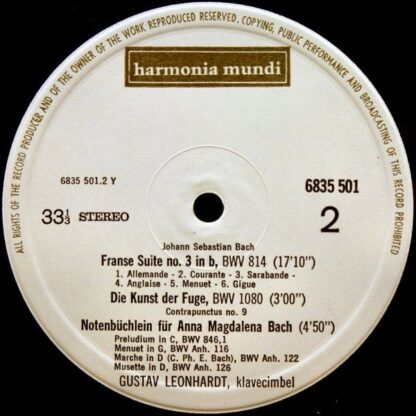 ALL RIGHTS OF THE RECORD PRODUCER AND OF THE OWNER OF THE WORK REPRODUCED RESERVED. COPYING, PUBLIC PERFORMANCE AND BROADCASTING OF THIS RECORD PROHIBITED
harmonia mundi
6835 501.2 Y
6835 501
33⅓ STEREO
2
Johann Sebastian Bach
Franse Suite no. 3 in b, BWV 814 (17'10")
1. Allemande - 2. Courante - 3. Sarabande -
4. Anglaise - 5. Menuet - 6. Gigue
Die Kunst der Fuge, BWV 1080 (3'00")
Contrapunctus no. 9
Notenbüchlein für Anna Magdalena Bach (4'50")
Preludium in C, BWV 846,1
Menuet in G, BWV Anh. 116
Marche in D (C. Ph. E. Bach), BWV Anh. 122
Musette in D, BWV Anh. 126
GUSTAV LEONHARDT, klavecimbel